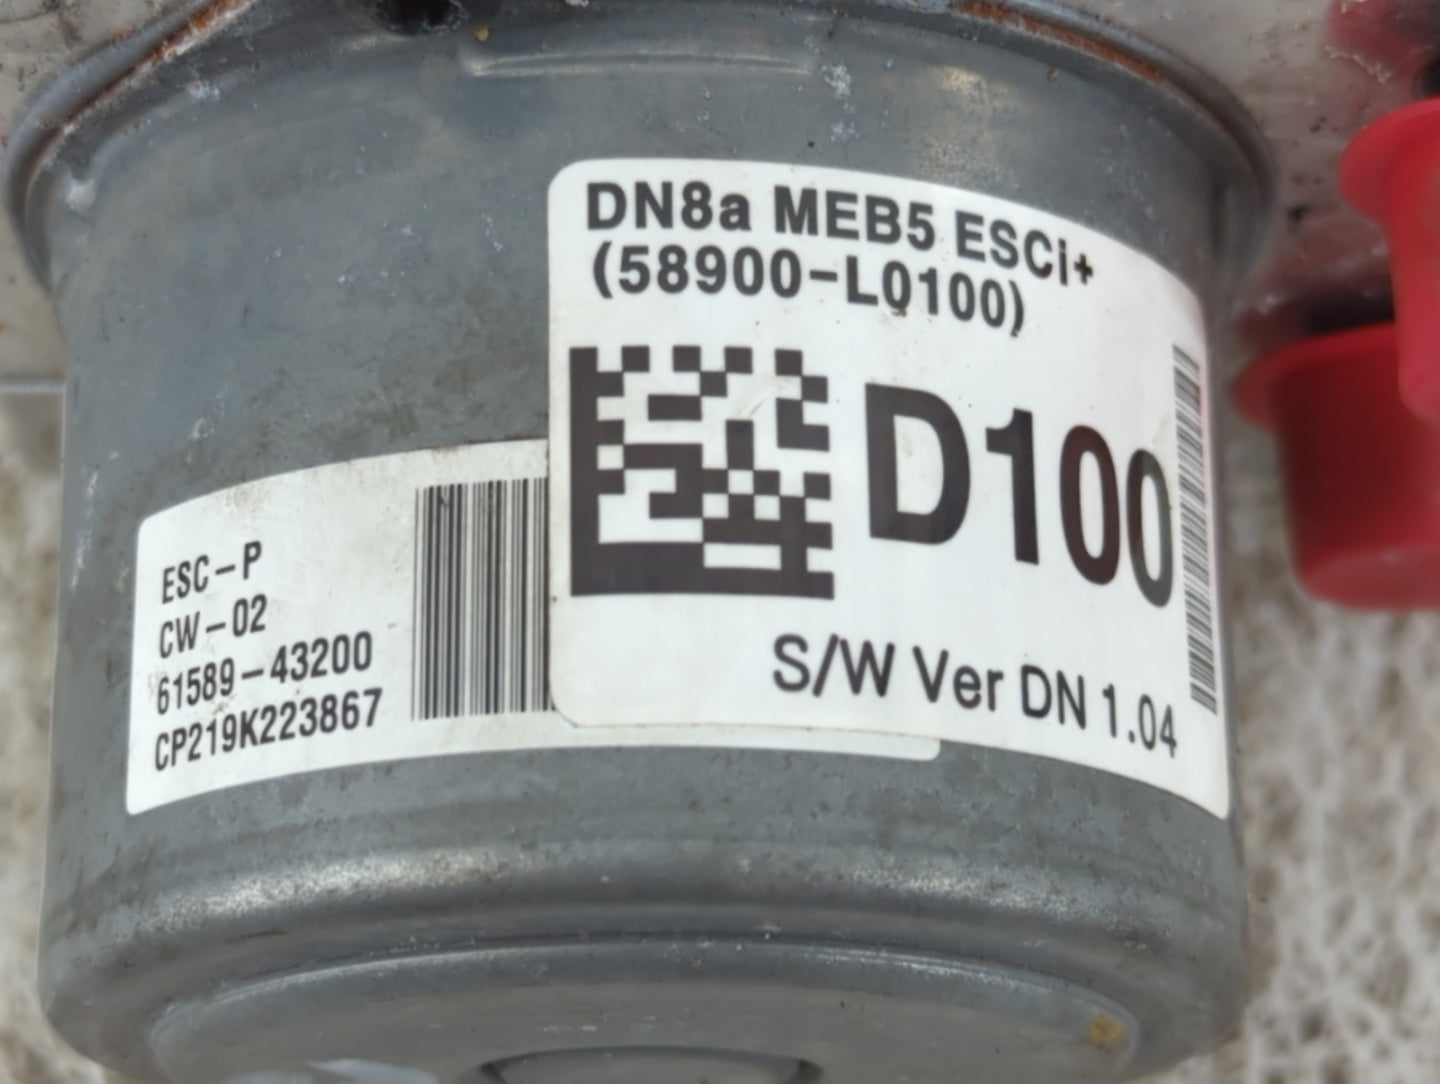 DN8a MEB5 ESCi+
(58900-L0100)
D100
S/W Ver DN 1.04
ESC-P
CW-02
61589-43200
CP219K223867